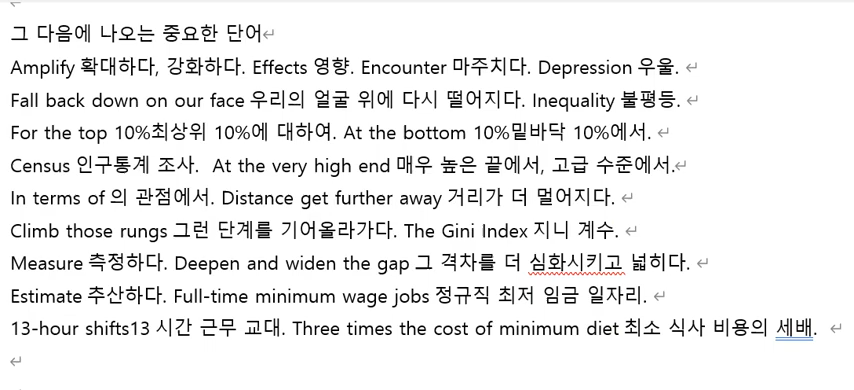 그 다음에 나오는 중요한 단어
Amplify 확대하다, 강화하다. Effects 영향. Encounter 마주치다. Depression 우울.
Fall back down on our face 우리의 얼굴 위에 다시 떨어지다. Inequality 불평등.
For the top 10%최상위 10%에 대하여. At the bottom 10%밑바닥 10%에서.
Census 인구통계 조사. At the very high end 매우 높은 끝에서, 고급 수준에서.
In terms of 의 관점에서. Distance get further away 거리가 더 멀어지다.
Climb those rungs 그런 단계를 기어올라가다. The Gini Index 지니 계수.
Measure 측정하다. Deepen and widen the gap 그 격차를 더 심화시키고 넓히다.
Estimate 추산하다. Full-time minimum wage jobs 정규직 최저 임금 일자리.
13-hour shifts13 시간 근무 교대. Three times the cost of minimum diet 최소 식사 비용의 세배.